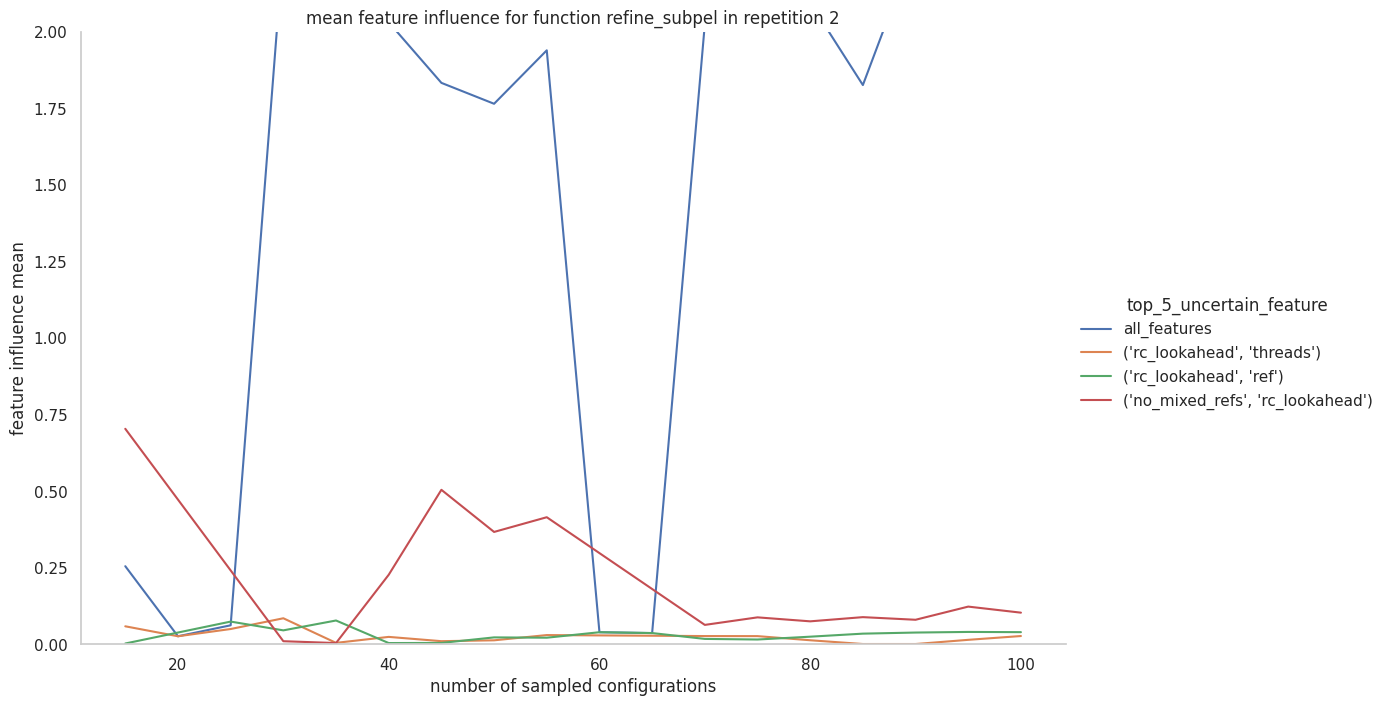 mean feature influence for function refine_subpel in repetition 2
2.00
1.75
1.50
1.25
1.00
0.75
0.50
0.25
0.00
feature influence mean
20
40
60
80
100
number of sampled configurations
top_5_uncertain_feature
all_features
('rc_lookahead', 'threads')
('rc_lookahead', 'ref')
('no_mixed_refs', 'rc_lookahead')